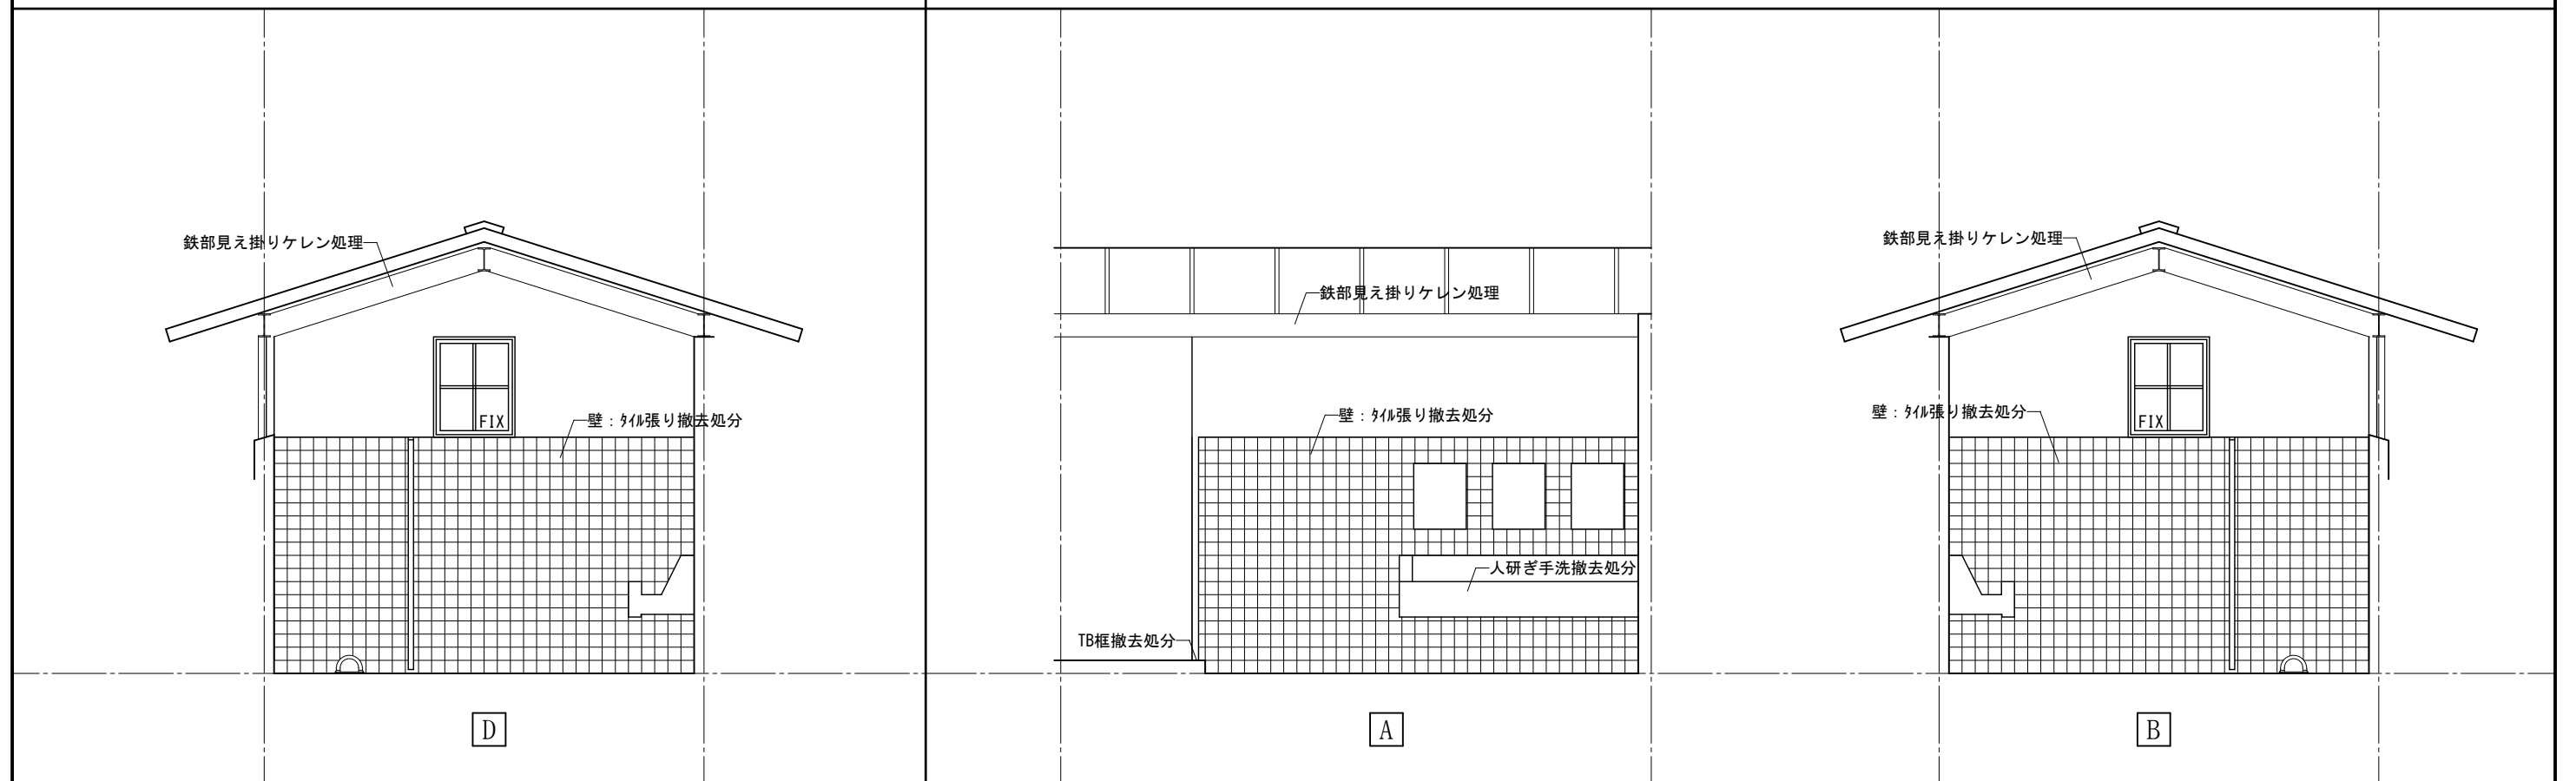 鉄部見え掛りケレン処理
FIX
壁：ﾀｲﾙ張り撤去処分
D
鉄部見え掛りケレン処理
壁：ﾀｲﾙ張り撤去処分
人研ぎ手洗撤去処分
TB框撤去処分
A
鉄部見え掛りケレン処理
壁：ﾀｲﾙ張り撤去処分
FIX
B